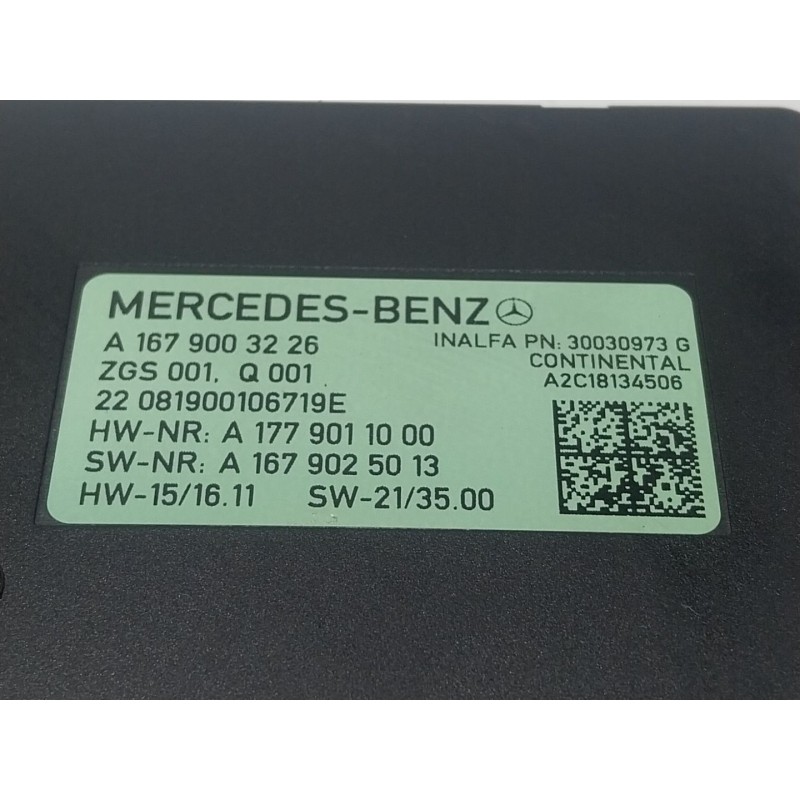 MERCEDES-BENZ
A 167 900 32 26
INALFA PN: 30030973 G
ZGS 001, Q 001
CONTINENTAL
22 081900106719E
A2C18134506
HW-NR: A 177 901 10 00
SW-NR: A 167 902 50 13
HW-15/16.11 SW-21/35.00